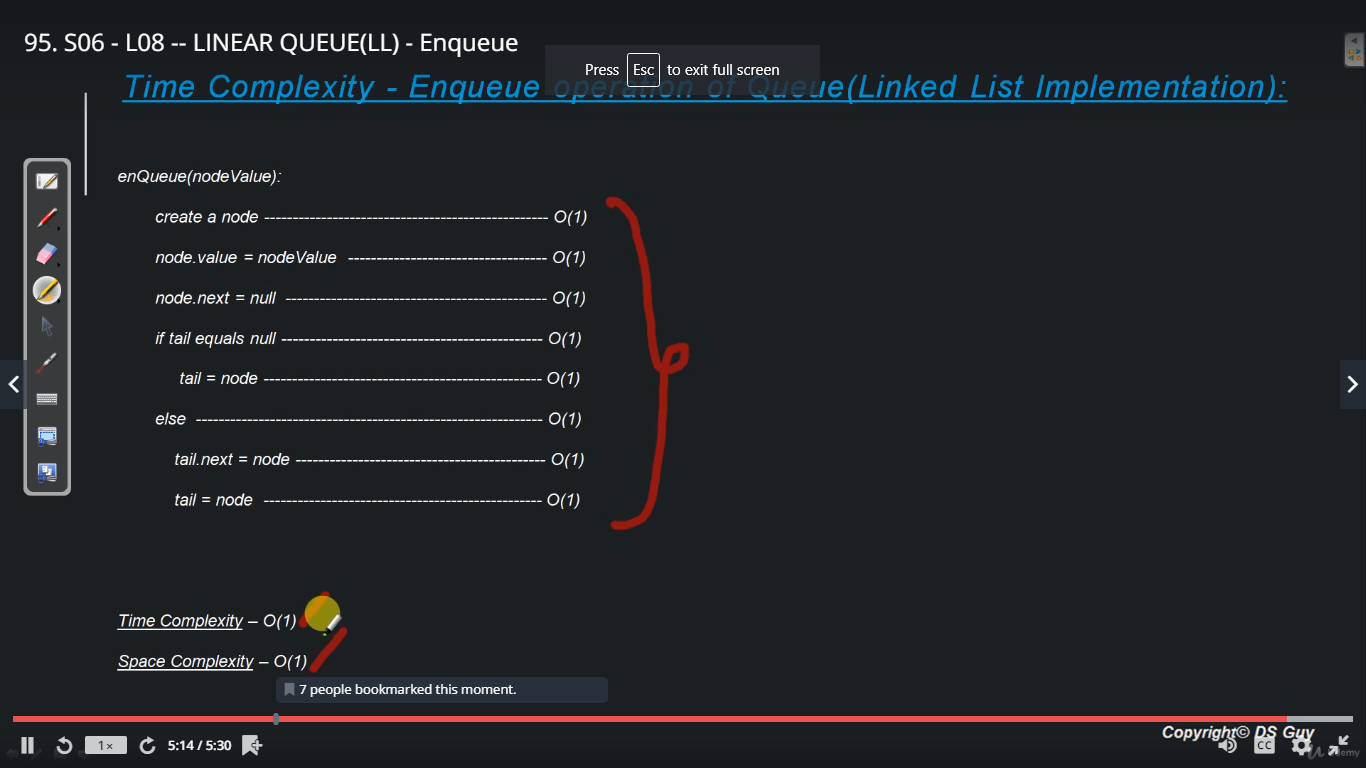 95. S06 - L08 -- LINEAR QUEUE(LL) - Enqueue
Press Esc to exit full screen
Time Complexity - Enqueue operation of Queue(Linked List Implementation):
enQueue(nodeValue):
create a node -------------------------------------------------- O(1)
node.value = nodeValue ----------------------------------- O(1)
node.next = null ---------------------------------------------- O(1)
if tail equals null ---------------------------------------------- O(1)
tail = node ------------------------------------------------- O(1)
else ------------------------------------------------------------- O(1)
tail.next = node -------------------------------------------- O(1)
tail = node ------------------------------------------------- O(1)
Time Complexity – O(1)
Space Complexity – O(1)
7 people bookmarked this moment.
Copyright© DS Guy
1× 5:14 / 5:30 CC